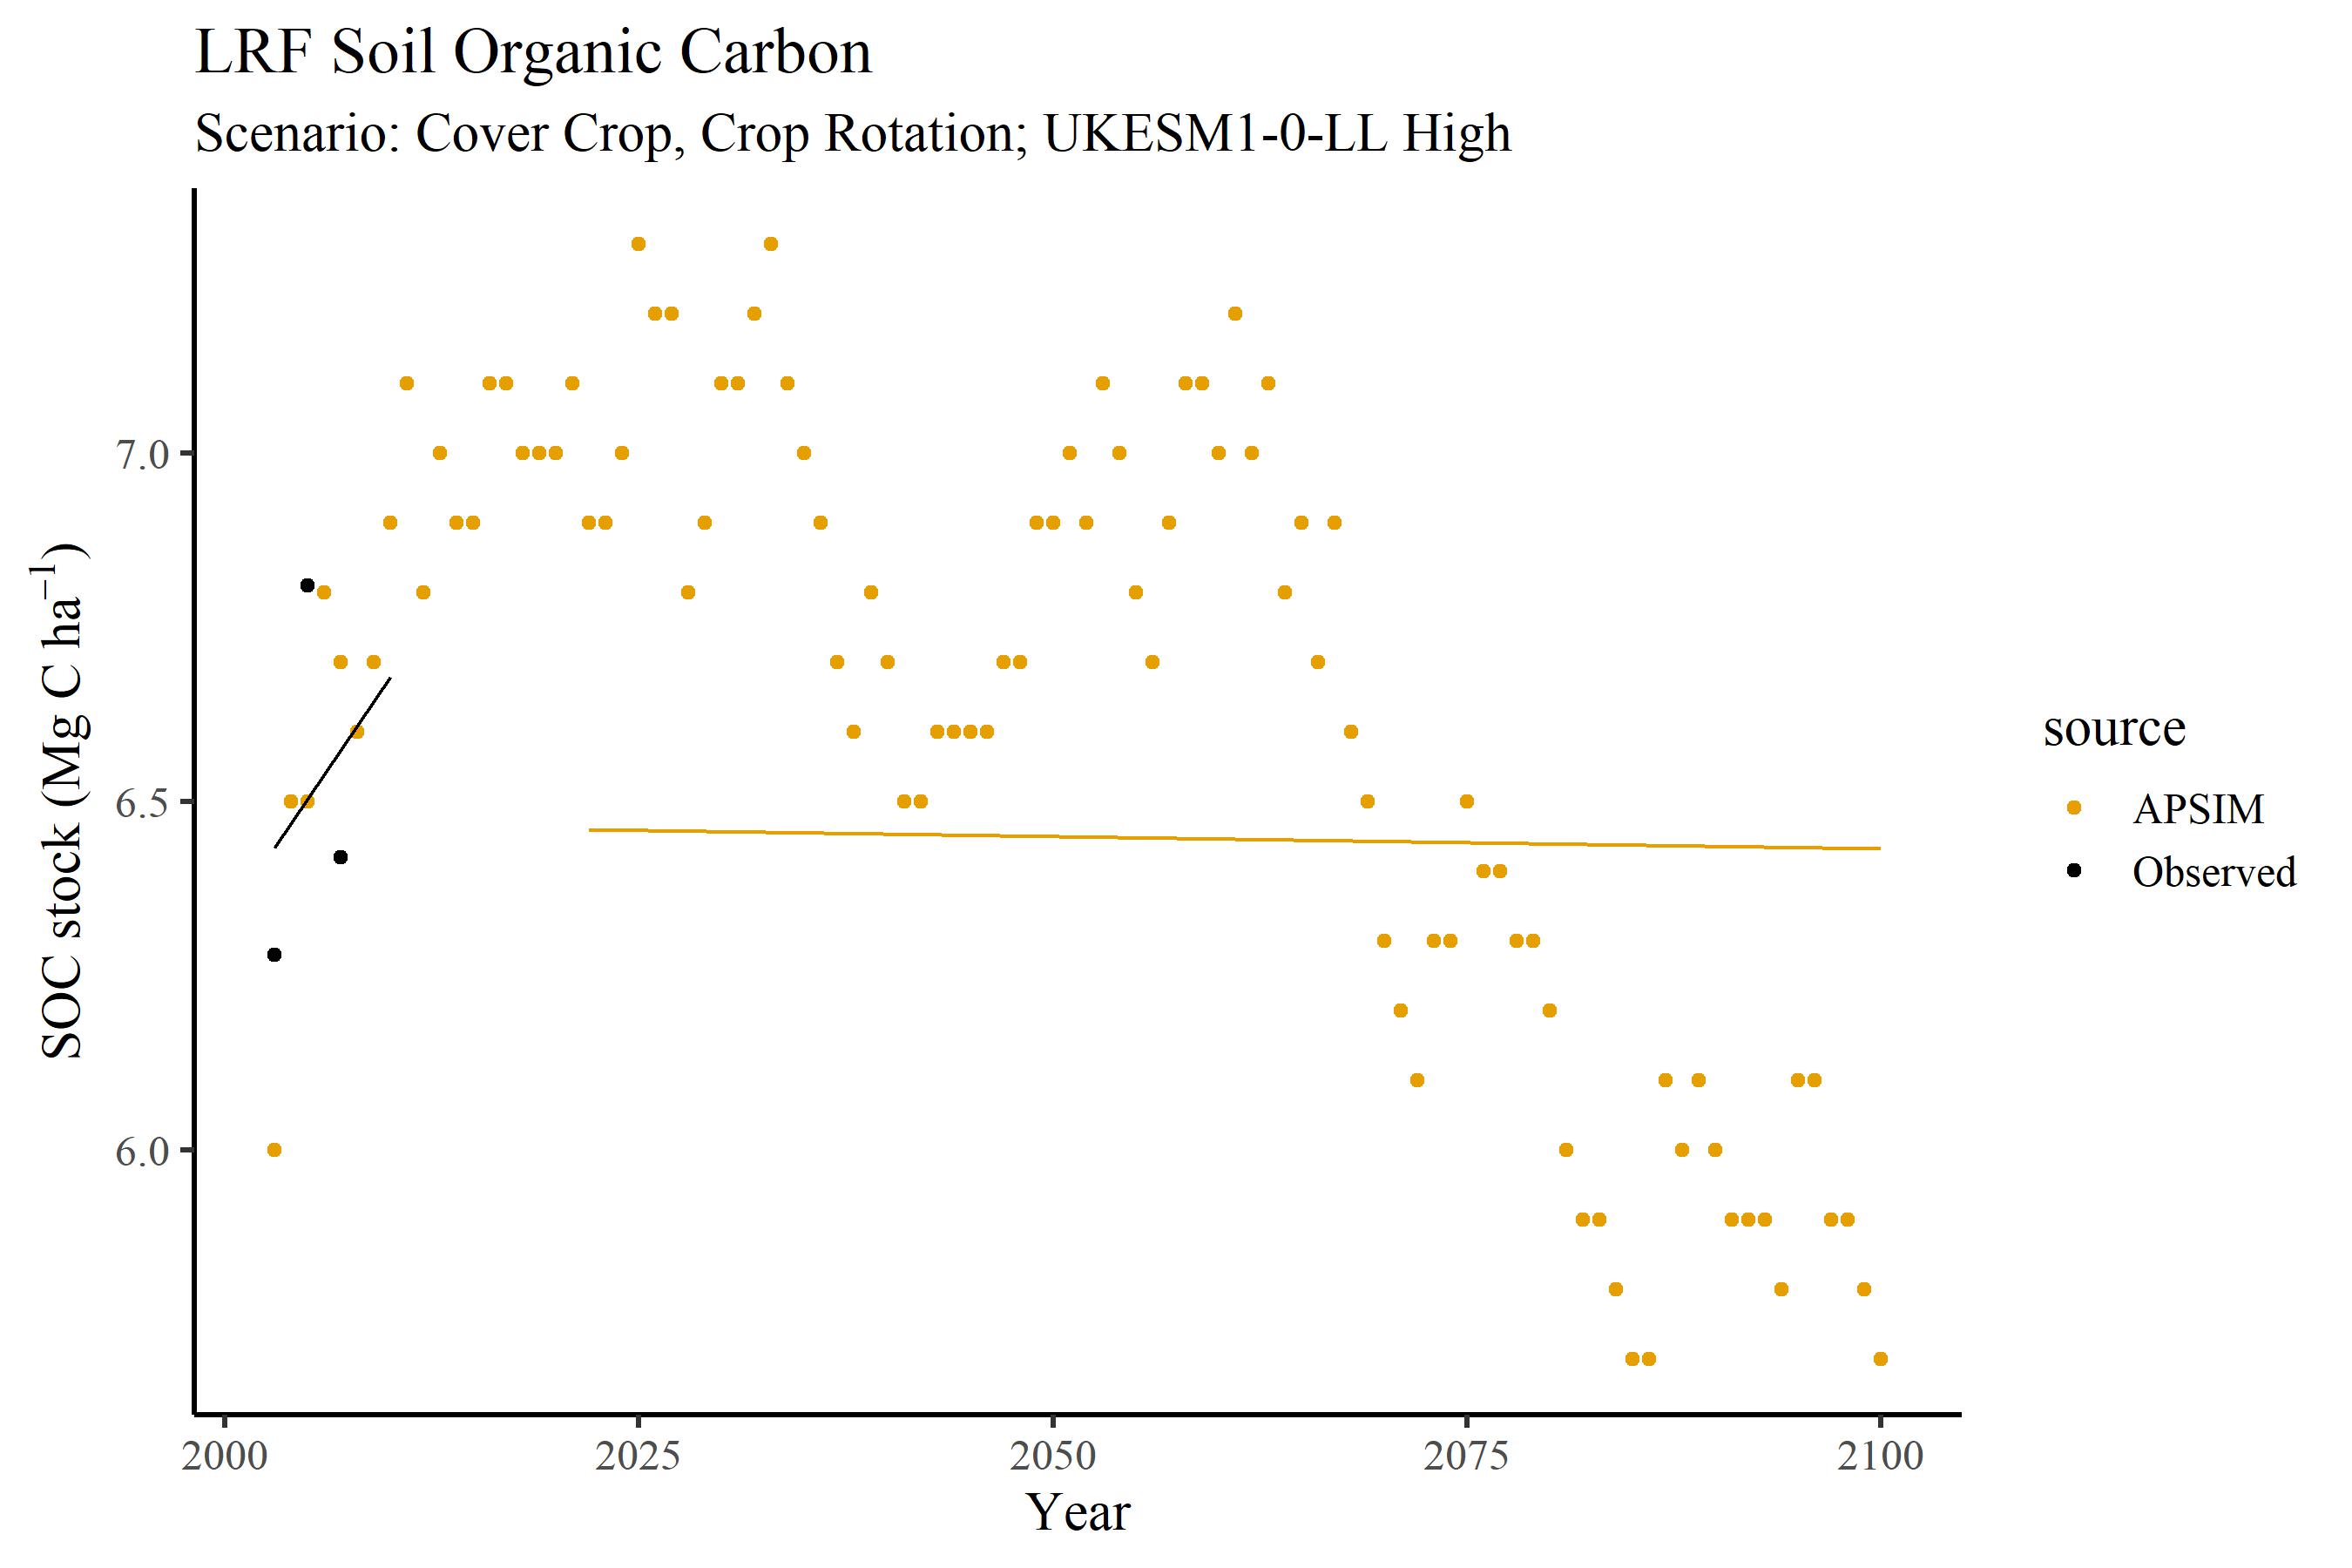 LRF Soil Organic Carbon
Scenario: Cover Crop, Crop Rotation; UKESM1-0-LL High
SOC stock (Mg C ha⁻¹)
7.0
6.5
6.0
2000
2025
2050
2075
2100
Year
source
APSIM
Observed